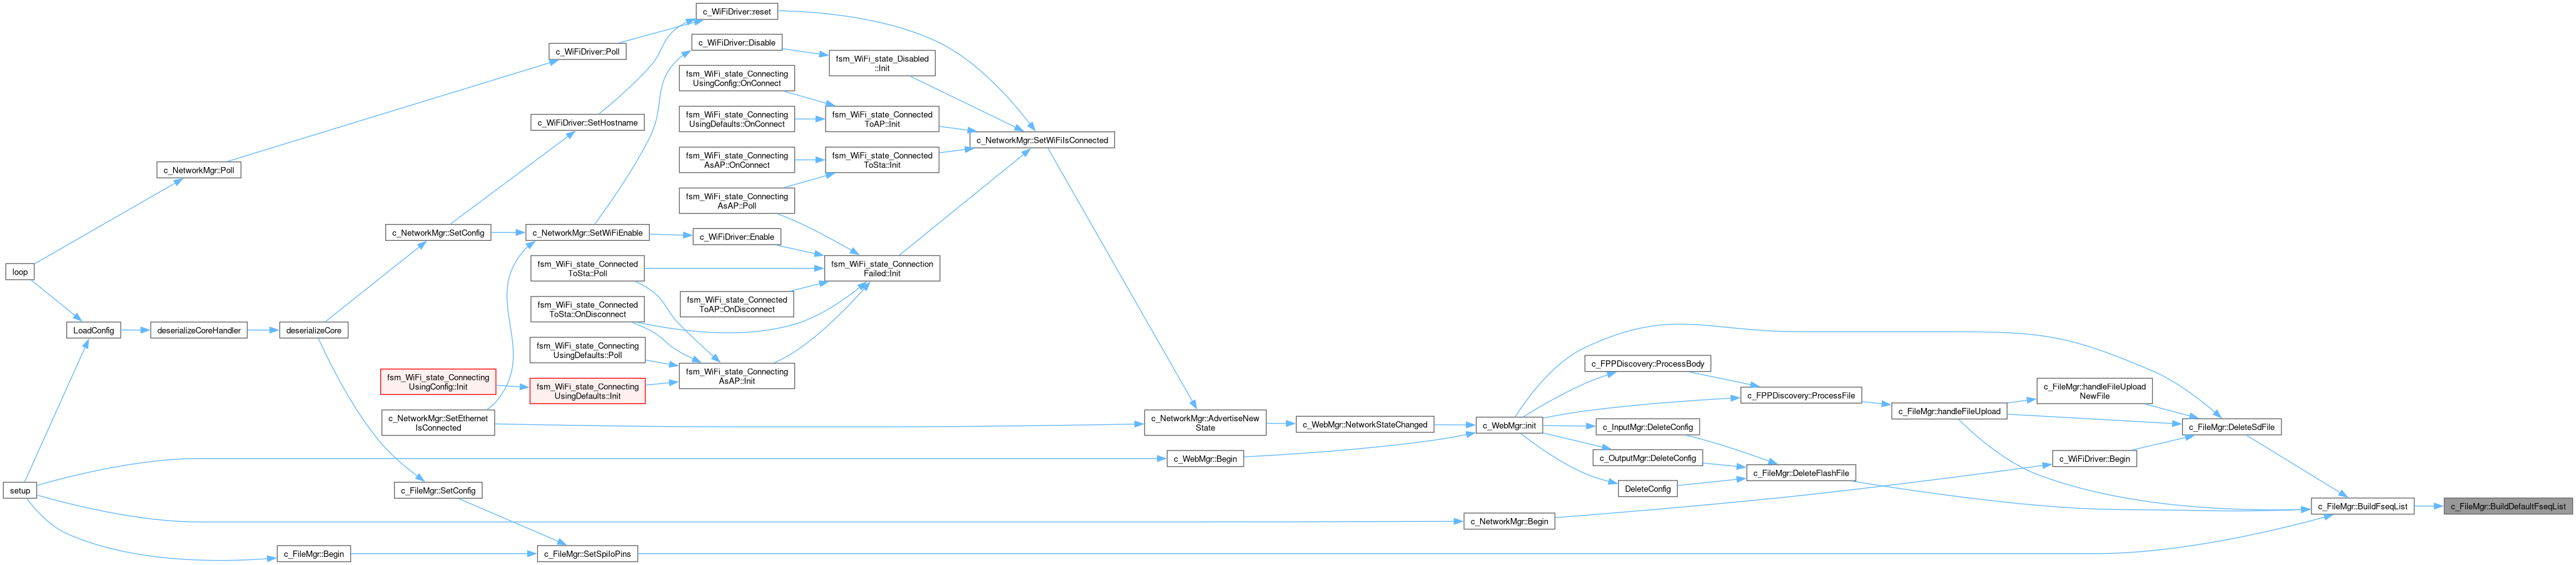 loop
setup
LoadConfig
c_NetworkMgr::Poll
deserializeCoreHandler
deserializeCore
c_FileMgr::Begin
c_NetworkMgr::SetConfig
fsm_WiFi_state_Connecting
UsingConfig::Init
c_NetworkMgr::SetEthernet
IsConnected
c_FileMgr::SetConfig
c_WiFiDriver::Poll
c_WiFiDriver::SetHostname
c_NetworkMgr::SetWiFiEnable
fsm_WiFi_state_Connected
ToSta::Poll
fsm_WiFi_state_Connected
ToSta::OnDisconnect
fsm_WiFi_state_Connecting
UsingDefaults::Poll
fsm_WiFi_state_Connecting
UsingDefaults::Init
c_FileMgr::SetSpiIoPins
c_WiFiDriver::reset
c_WiFiDriver::Disable
fsm_WiFi_state_Connecting
UsingConfig::OnConnect
fsm_WiFi_state_Connecting
UsingDefaults::OnConnect
fsm_WiFi_state_Connecting
AsAP::OnConnect
fsm_WiFi_state_Connecting
AsAP::Poll
c_WiFiDriver::Enable
fsm_WiFi_state_Connected
ToAP::OnDisconnect
fsm_WiFi_state_Connecting
AsAP::Init
fsm_WiFi_state_Disabled
::Init
fsm_WiFi_state_Connected
ToAP::Init
fsm_WiFi_state_Connected
ToSta::Init
fsm_WiFi_state_Connection
Failed::Init
c_NetworkMgr::SetWiFiIsConnected
c_NetworkMgr::AdvertiseNew
State
c_WebMgr::Begin
c_WebMgr::NetworkStateChanged
c_WebMgr::init
c_NetworkMgr::Begin
c_FPPDiscovery::ProcessBody
c_InputMgr::DeleteConfig
c_OutputMgr::DeleteConfig
DeleteConfig
c_FPPDiscovery::ProcessFile
c_FileMgr::DeleteFlashFile
c_FileMgr::handleFileUpload
c_FileMgr::handleFileUpload
NewFile
c_WiFiDriver::Begin
c_FileMgr::DeleteSdFile
c_FileMgr::BuildFseqList
c_FileMgr::BuildDefaultFseqList